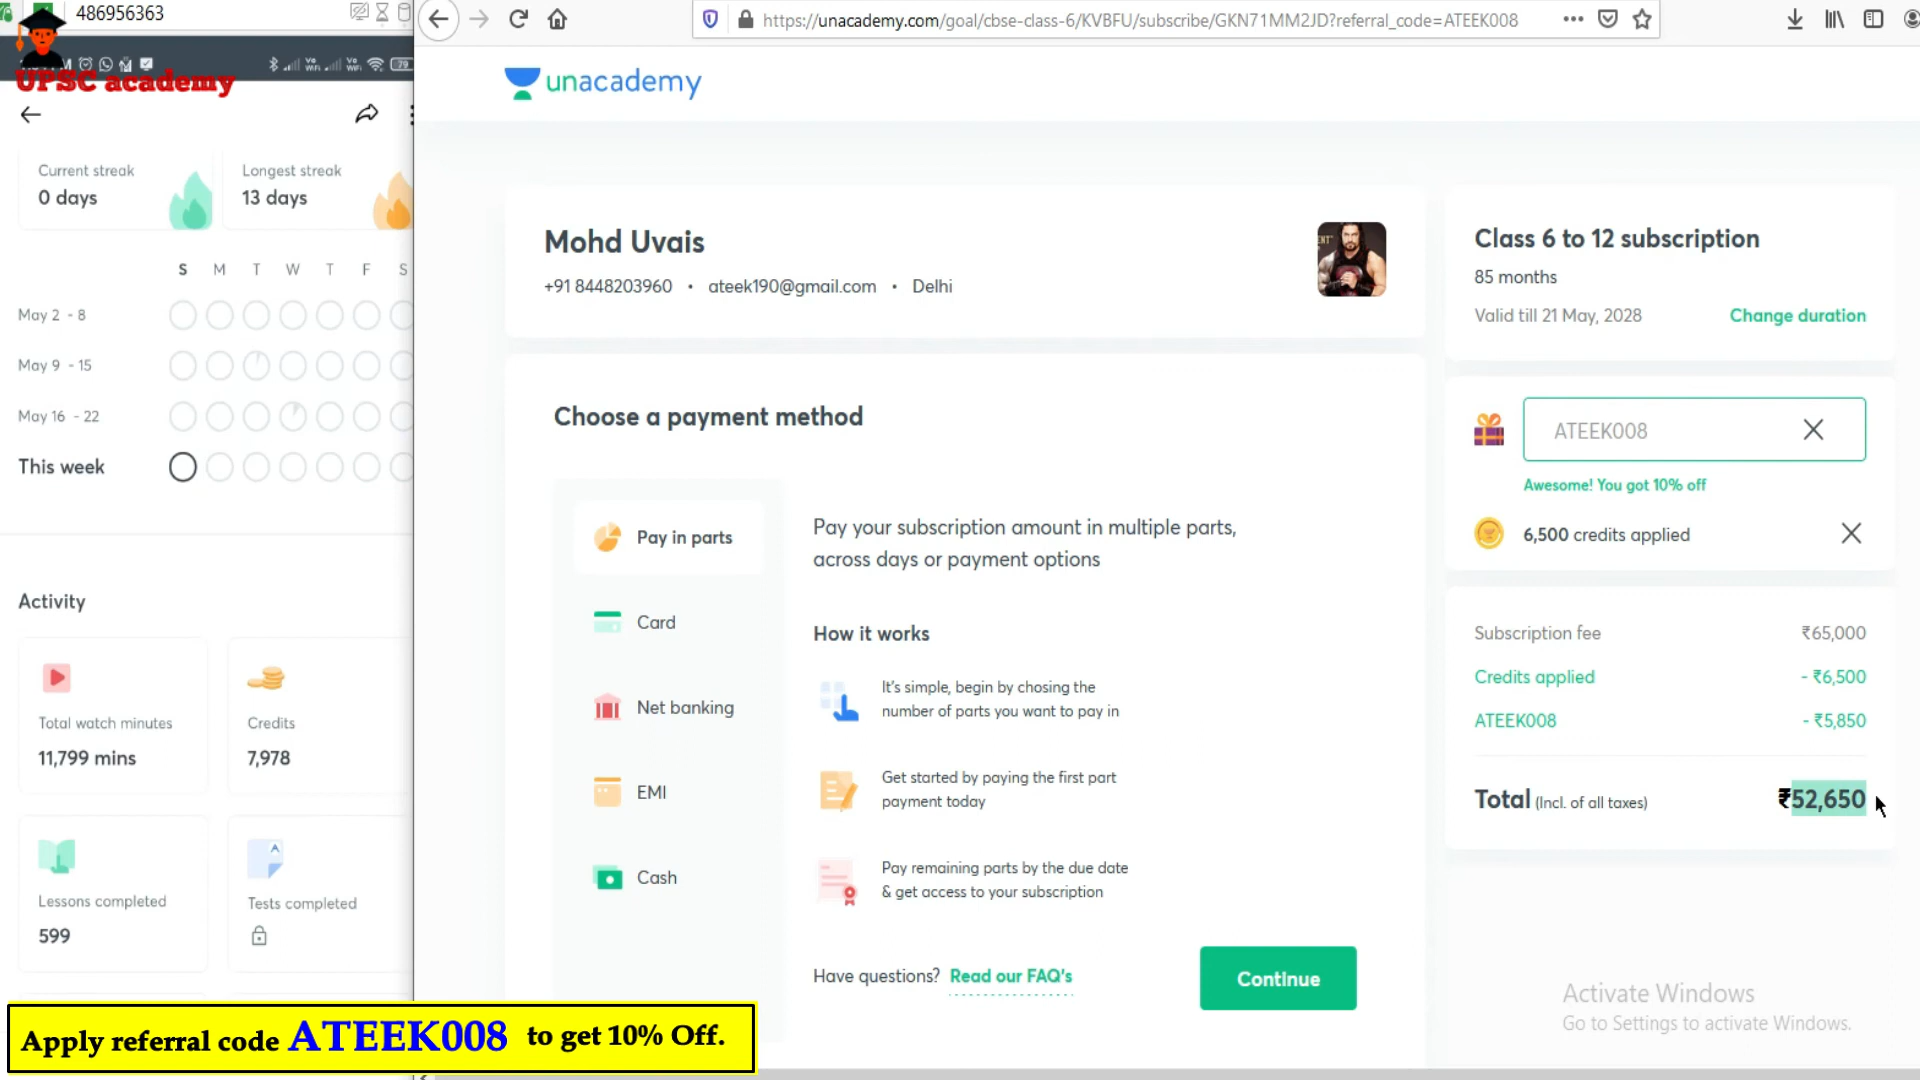 486956363
79
UPSC academy
Current streak
0 days
Longest streak
13 days
S M T W T F S
May 2 - 8
May 9 - 15
May 16 - 22
This week
Activity
Total watch minutes
11,799 mins
Credits
7,978
Lessons completed
599
Tests completed
Apply referral code ATEEK008 to get 10% Off.
https://unacademy.com/goal/cbse-class-6/KVBFU/subscribe/GKN71MM2JD?referral_code=ATEEK008
unacademy
Mohd Uvais
+91 8448203960 • ateek190@gmail.com • Delhi
Choose a payment method
Pay in parts
Card
Net banking
EMI
Cash
Pay your subscription amount in multiple parts,
across days or payment options
How it works
It's simple, begin by chosing the
number of parts you want to pay in
Get started by paying the first part
payment today
Pay remaining parts by the due date
& get access to your subscription
Have questions? Read our FAQ's
Continue
Class 6 to 12 subscription
85 months
Valid till 21 May, 2028
Change duration
ATEEK008
Awesome! You got 10% off
6,500 credits applied
Subscription fee ₹65,000
Credits applied - ₹6,500
ATEEK008 - ₹5,850
Total (Incl. of all taxes) ₹52,650
Activate Windows
Go to Settings to activate Windows.